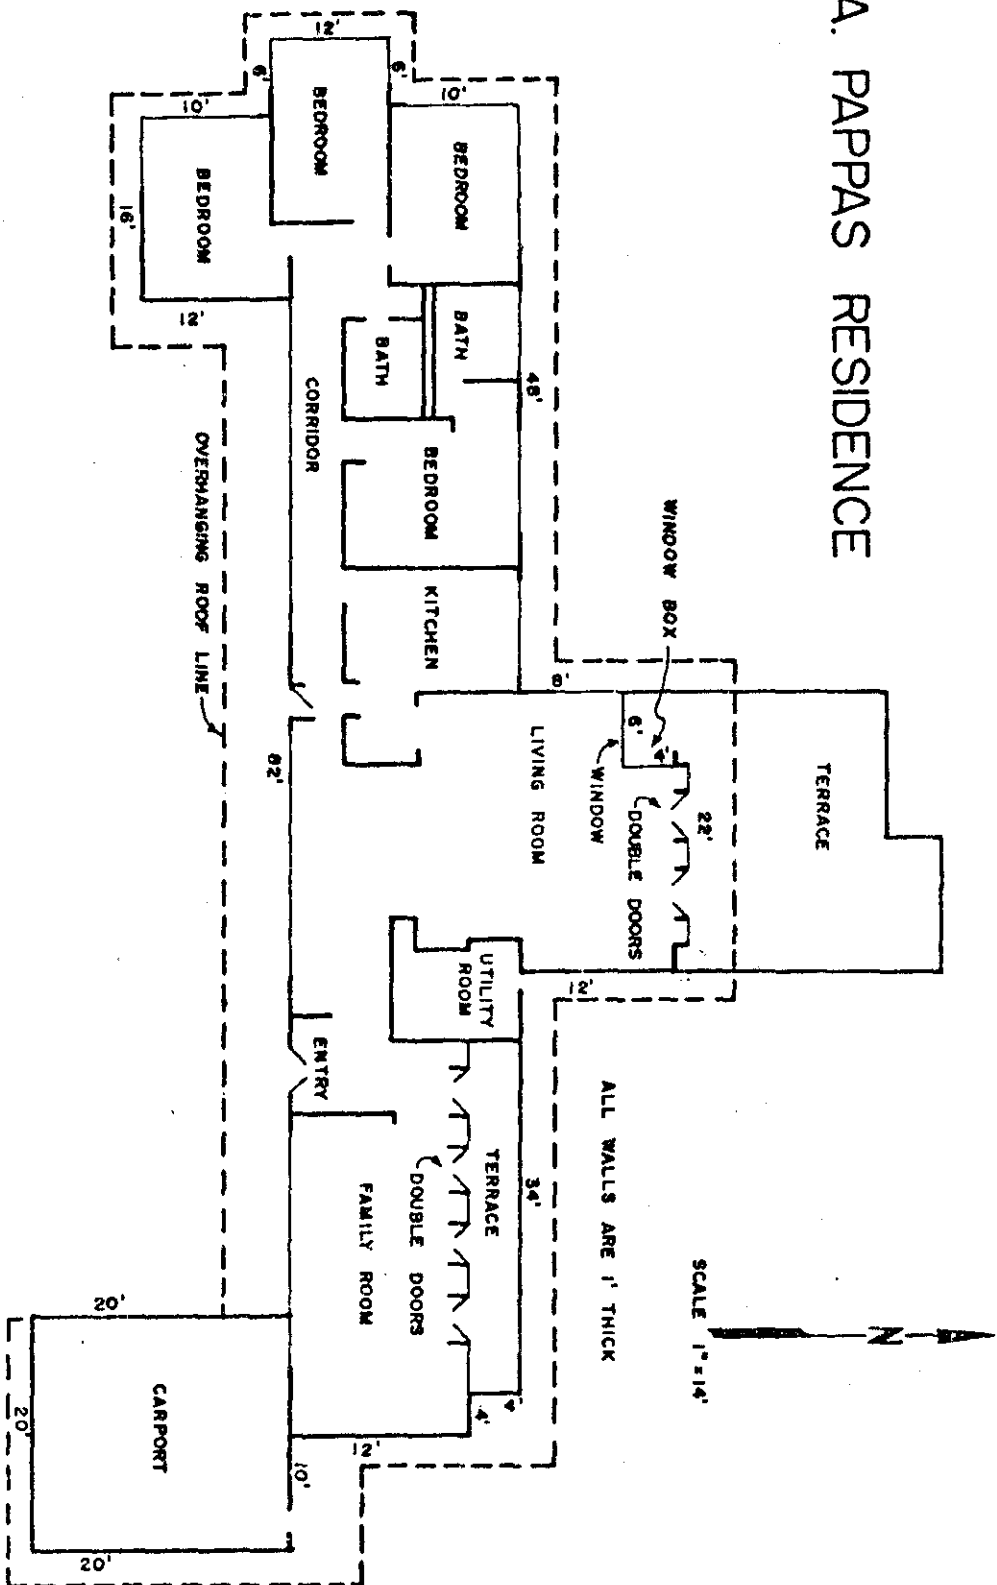 A. PAPPAS RESIDENCE
SCALE 1"=14'
N
ALL WALLS ARE 1' THICK
TERRACE
WINDOW BOX
22'
DOUBLE DOORS
WINDOW
6'
4'
8'
12'
LIVING ROOM
12'
10'
6'
6'
BEDROOM
BEDROOM
10'
BEDROOM
16'
12'
BATH
BATH
48'
BEDROOM
KITCHEN
CORRIDOR
OVERHANGING ROOF LINE
82'
UTILITY
ROOM
ENTRY
TERRACE
34'
DOUBLE DOORS
FAMILY ROOM
4'
4'
12'
10'
20'
CARPORT
20'
20'